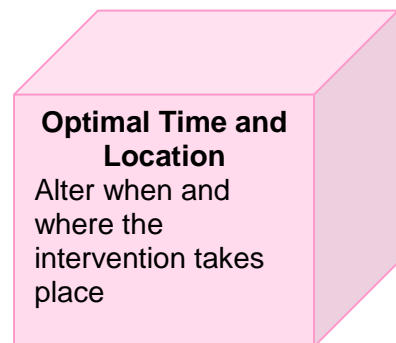 Optimal Time and
Location
Alter when and
where the
intervention takes
place